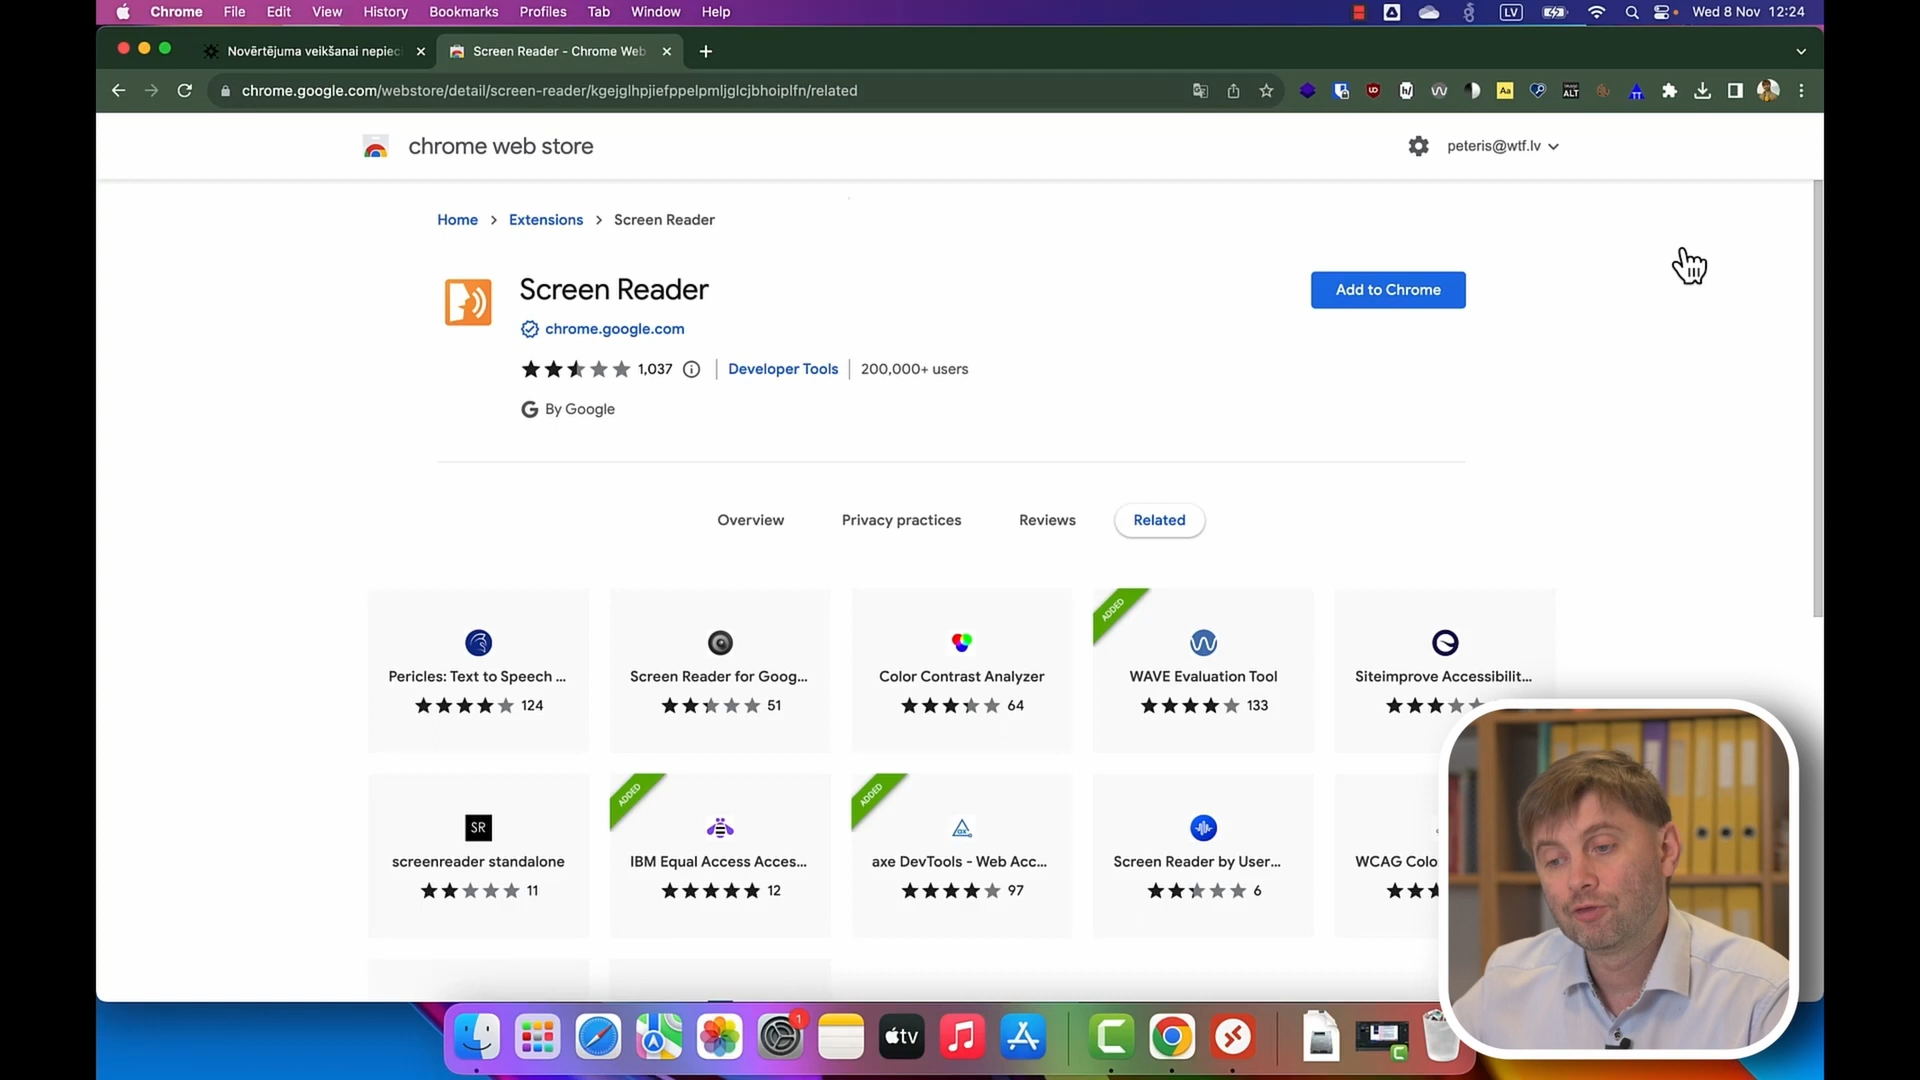 Chrome File Edit View History Bookmarks Profiles Tab Window Help LV Wed 8 Nov 12:24
Novērtējuma veikšanai nepieci Screen Reader - Chrome Web
chrome.google.com/webstore/detail/screen-reader/kgejglhpjiefppelpmljglcjbhoiplfn/related
chrome web store peteris@wtf.lv
Home > Extensions > Screen Reader
Screen Reader
Add to Chrome
chrome.google.com
1,037 Developer Tools 200,000+ users
G By Google
Overview Privacy practices Reviews Related
ADDED
Pericles: Text to Speech ... Screen Reader for Goog... Color Contrast Analyzer WAVE Evaluation Tool Siteimprove Accessibilit...
124 51 64 133
ADDED ADDED
SR
screenreader standalone IBM Equal Access Acces... axe DevTools - Web Acc... Screen Reader by User... WCAG Colo
11 12 97 6
1
tv